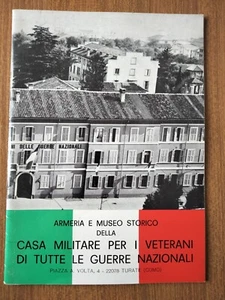 DELLE GUERRE NAZIONALI
ARMERIA E MUSEO STORICO
DELLA
CASA MILITARE PER I VETERANI
DI TUTTE LE GUERRE NAZIONALI
PIAZZA A. VOLTA, 4 - 22078 TURATE (COMO)